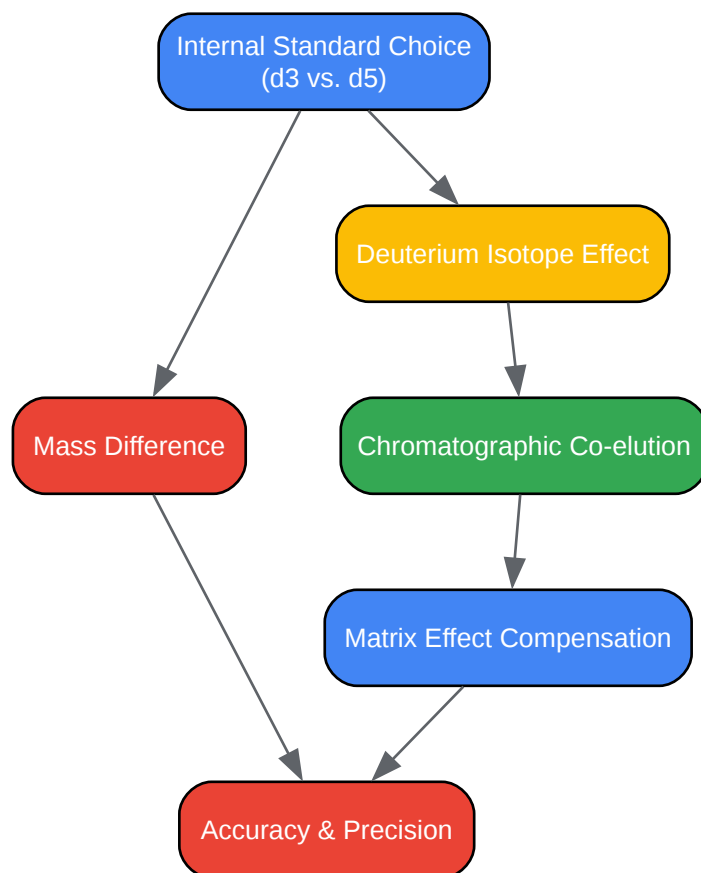 Internal Standard Choice
(d3 vs. d5)
Deuterium Isotope Effect
Mass Difference
Chromatographic Co-elution
Matrix Effect Compensation
Accuracy & Precision